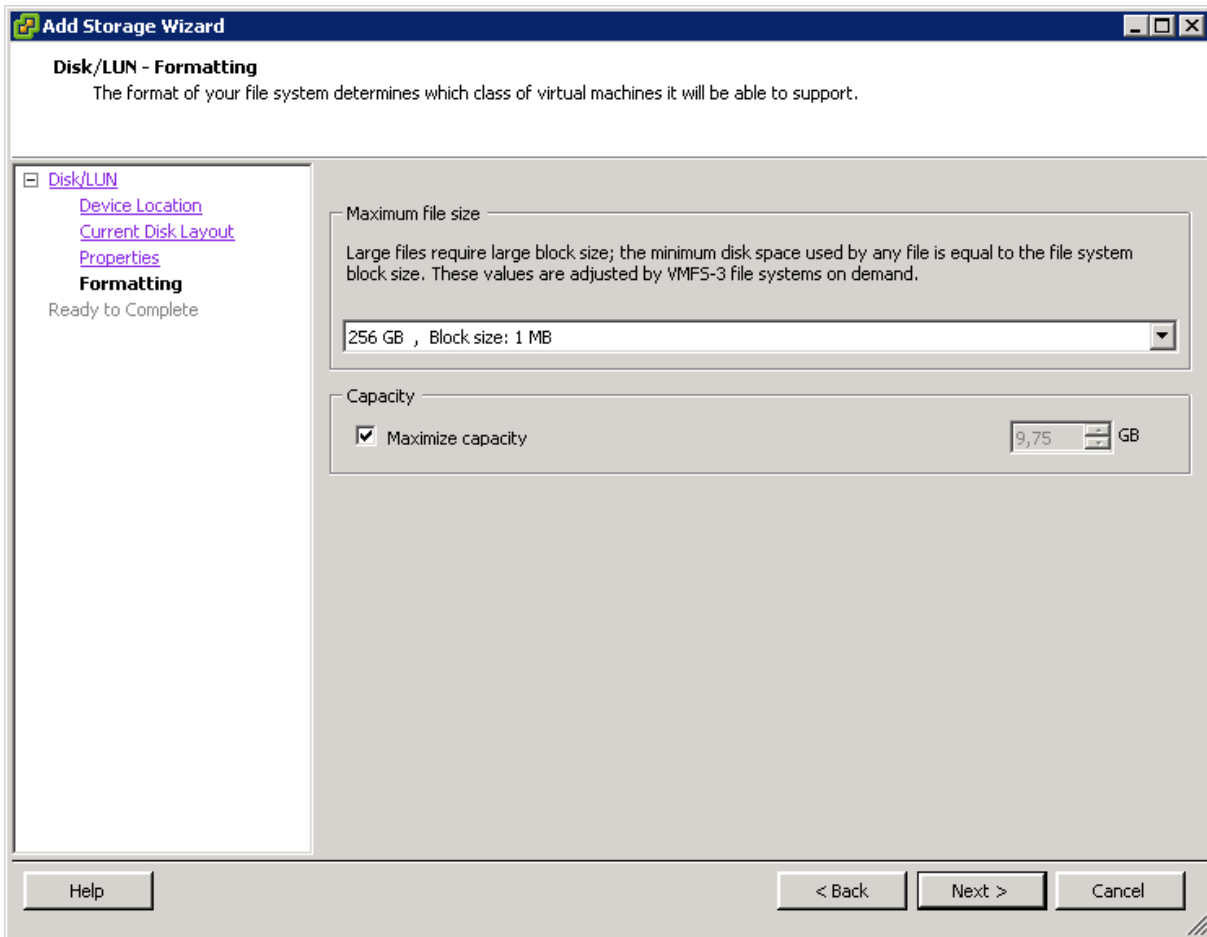 Add Storage Wizard
Disk/LUN - Formatting
The format of your file system determines which class of virtual machines it will be able to support.
Disk/LUN
Device Location
Current Disk Layout
Properties
Formatting
Ready to Complete
Maximum file size
Large files require large block size; the minimum disk space used by any file is equal to the file system
block size. These values are adjusted by VMFS-3 file systems on demand.
256 GB , Block size: 1 MB
Capacity
Maximize capacity
9,75 GB
Help
< Back
Next >
Cancel